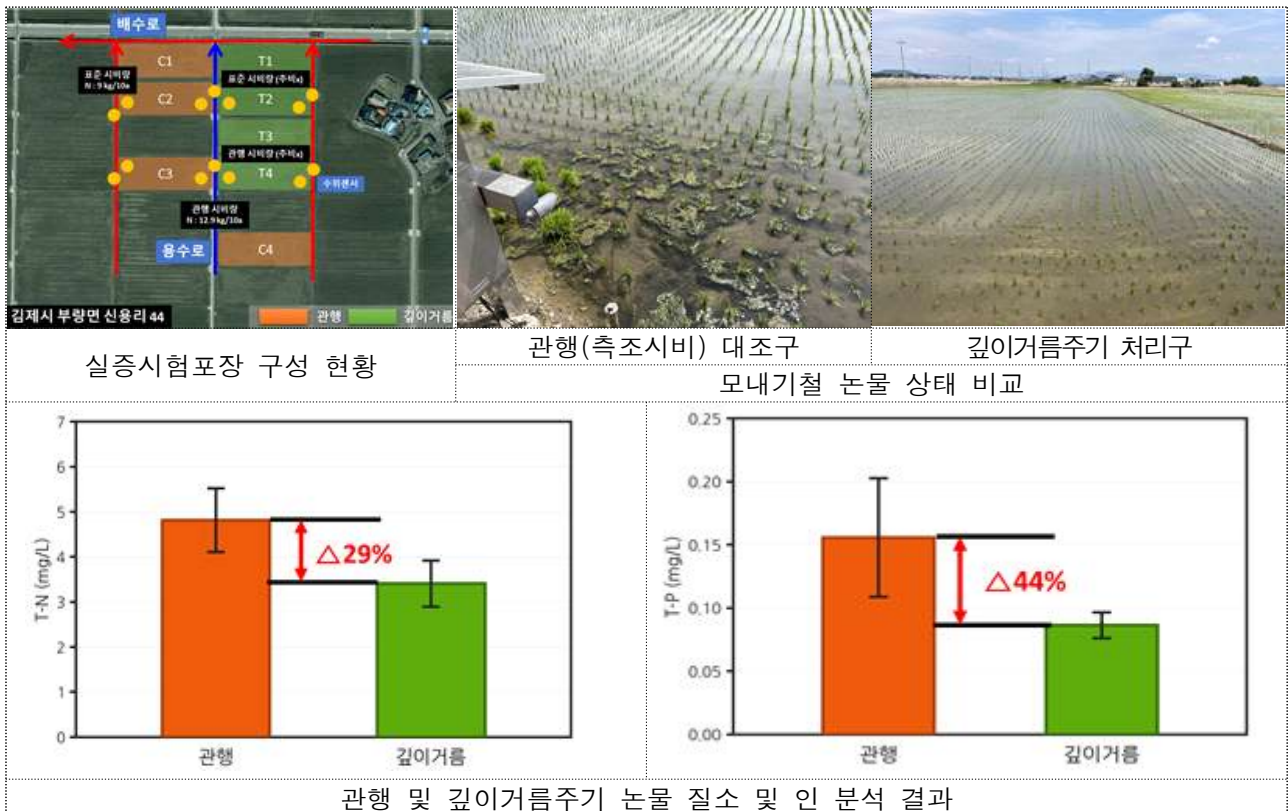 배수로
C1
T1
표준 시비량
N : 9 kg/10a
표준 시비량 (주비x)
C2
T2
T3
관행 시비량 (주비x)
C3
T4
수위센서
관행 시비량
N : 12.9 kg/10a
용수로
C4
김제시 부량면 신용리 44
관행
깊이거름
실증시험포장 구성 현황
관행(측조시비) 대조구
깊이거름주기 처리구
모내기철 논물 상태 비교
7
6
5
4
3
2
1
0
T-N (mg/L)
△29%
관행
깊이거름
0.25
0.20
0.15
0.10
0.05
0.00
T-P (mg/L)
△44%
관행
깊이거름
관행 및 깊이거름주기 논물 질소 및 인 분석 결과